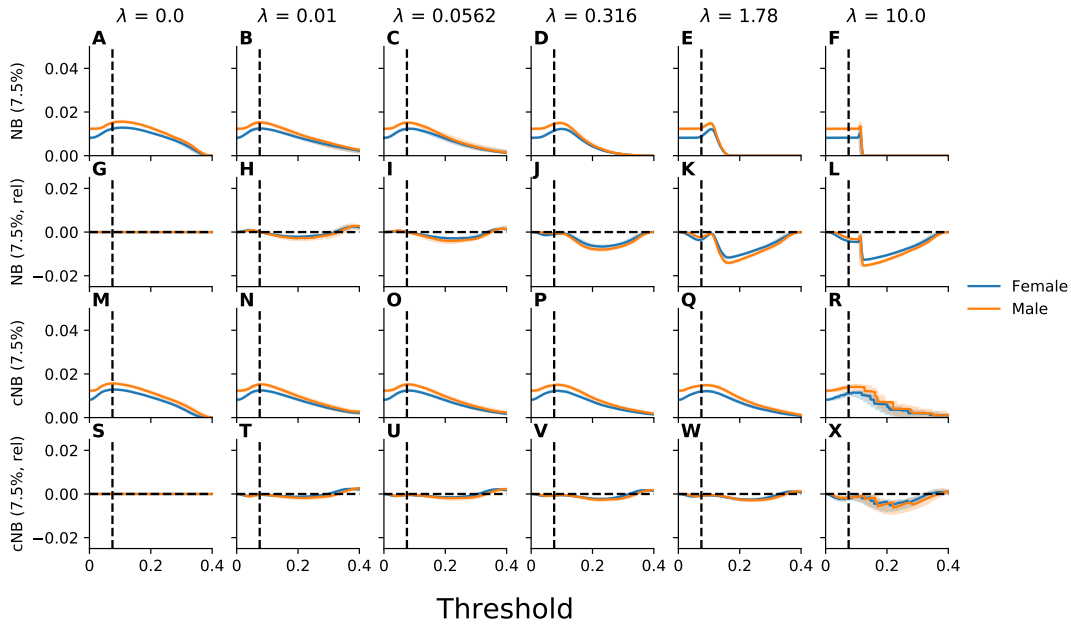 λ = 0.0 λ = 0.01 λ = 0.0562 λ = 0.316 λ = 1.78 λ = 10.0
A B C D E F
NB (7.5%)
0.04
0.02
0.00
G H I J K L
NB (7.5%, rel)
0.02
0.00
−0.02
M N O P Q R
cNB (7.5%)
0.04
0.02
0.00
S T U V W X
cNB (7.5%, rel)
0.02
0.00
−0.02
0 0.2 0.4 0 0.2 0.4 0 0.2 0.4 0 0.2 0.4 0 0.2 0.4 0 0.2 0.4
Threshold
Female
Male